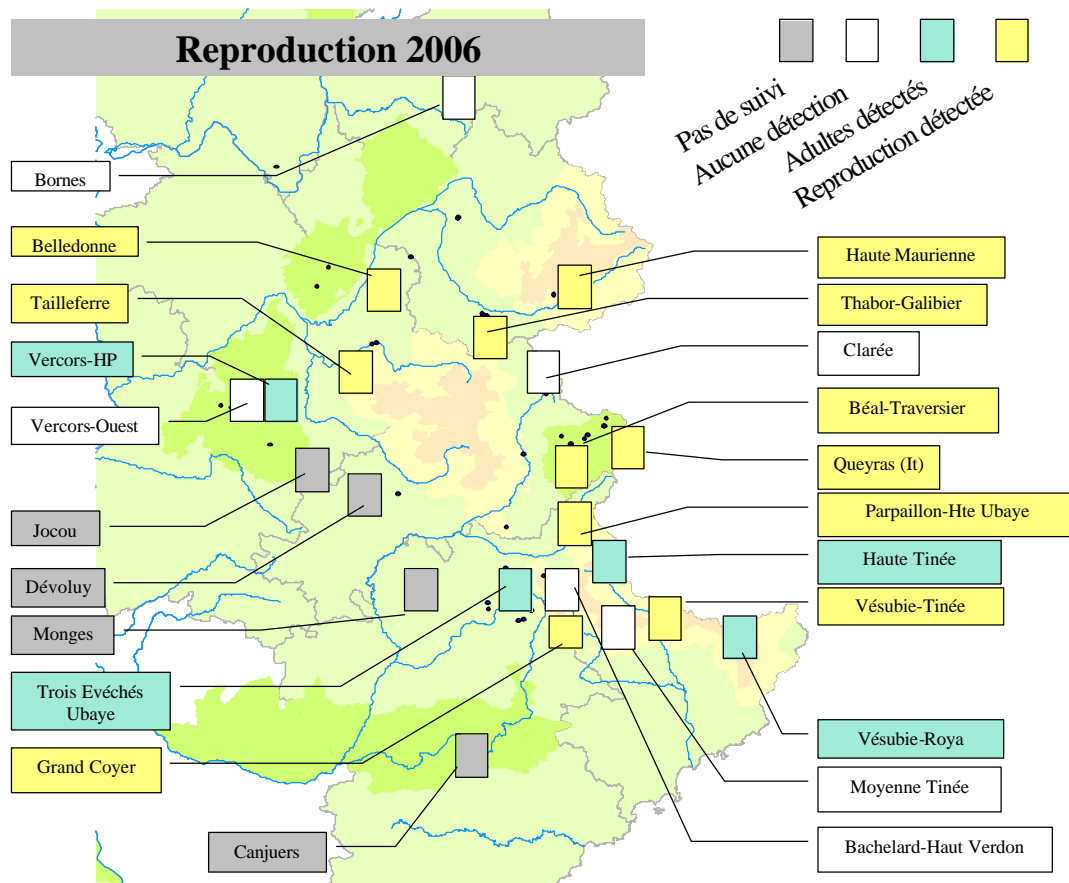 Reproduction 2006
Pas de suivi
Aucune détection
Adultes détectés
Reproduction détectée
Bornes
Belledonne
Tailleferre
Vercors-HP
Vercors-Ouest
Jocou
Dévoluy
Monges
Trois Evéchés
Ubaye
Grand Coyer
Canjuers
Haute Maurienne
Thabor-Galibier
Clarée
Béal-Traversier
Queyras (It)
Parpaillon-Hte Ubaye
Haute Tinée
Vésubie-Tinée
Vésubie-Roya
Moyenne Tinée
Bachelard-Haut Verdon